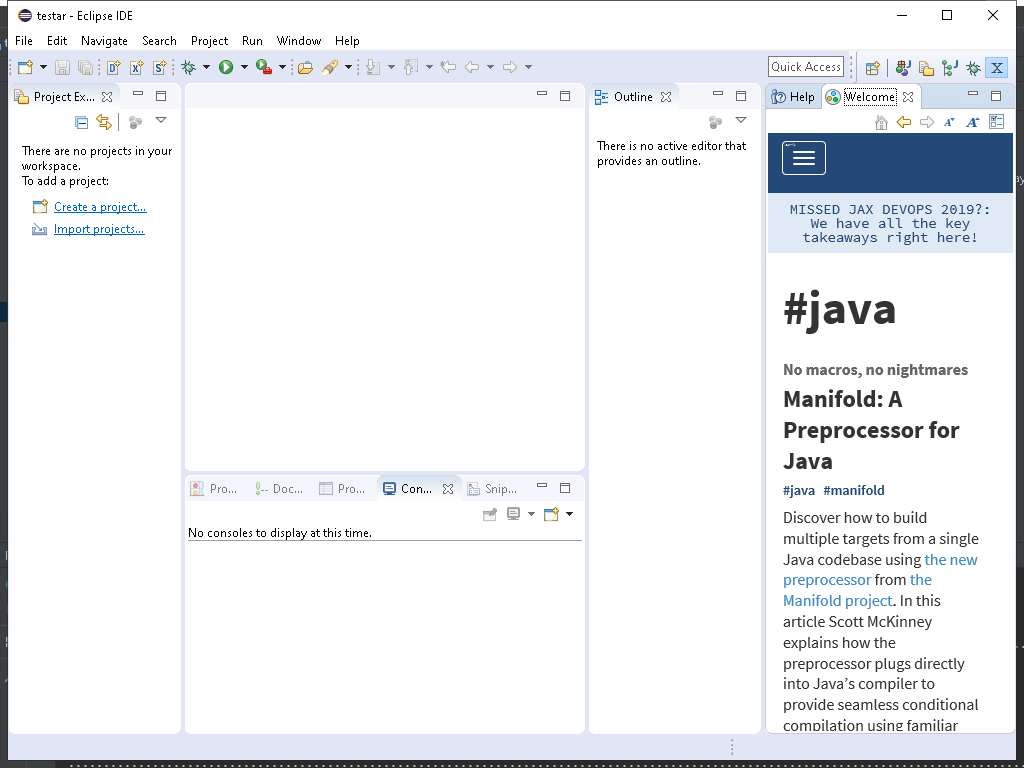 testar - Eclipse IDE
File Edit Navigate Search Project Run Window Help
Quick Access
Project Ex...
Outline
Help
Welcome
There are no projects in your
workspace.
To add a project:
Create a project...
Import projects...
There is no active editor that
provides an outline.
MISSED JAX DEVOPS 2019?:
We have all the key
takeaways right here!
#java
No macros, no nightmares
Manifold: A
Preprocessor for
Java
#java #manifold
Discover how to build
multiple targets from a single
Java codebase using the new
preprocessor from the
Manifold project. In this
article Scott McKinney
explains how the
preprocessor plugs directly
into Java’s compiler to
provide seamless conditional
compilation using familiar
Pro... Doc... Pro... Con... Snip...
No consoles to display at this time.